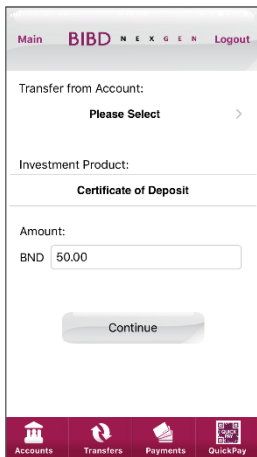 Main BIBD NEXGEN Logout
Transfer from Account:
Please Select
Investment Product:
Certificate of Deposit
Amount:
BND 50.00
Continue
Accounts Transfers Payments QUICK PAY QuickPay